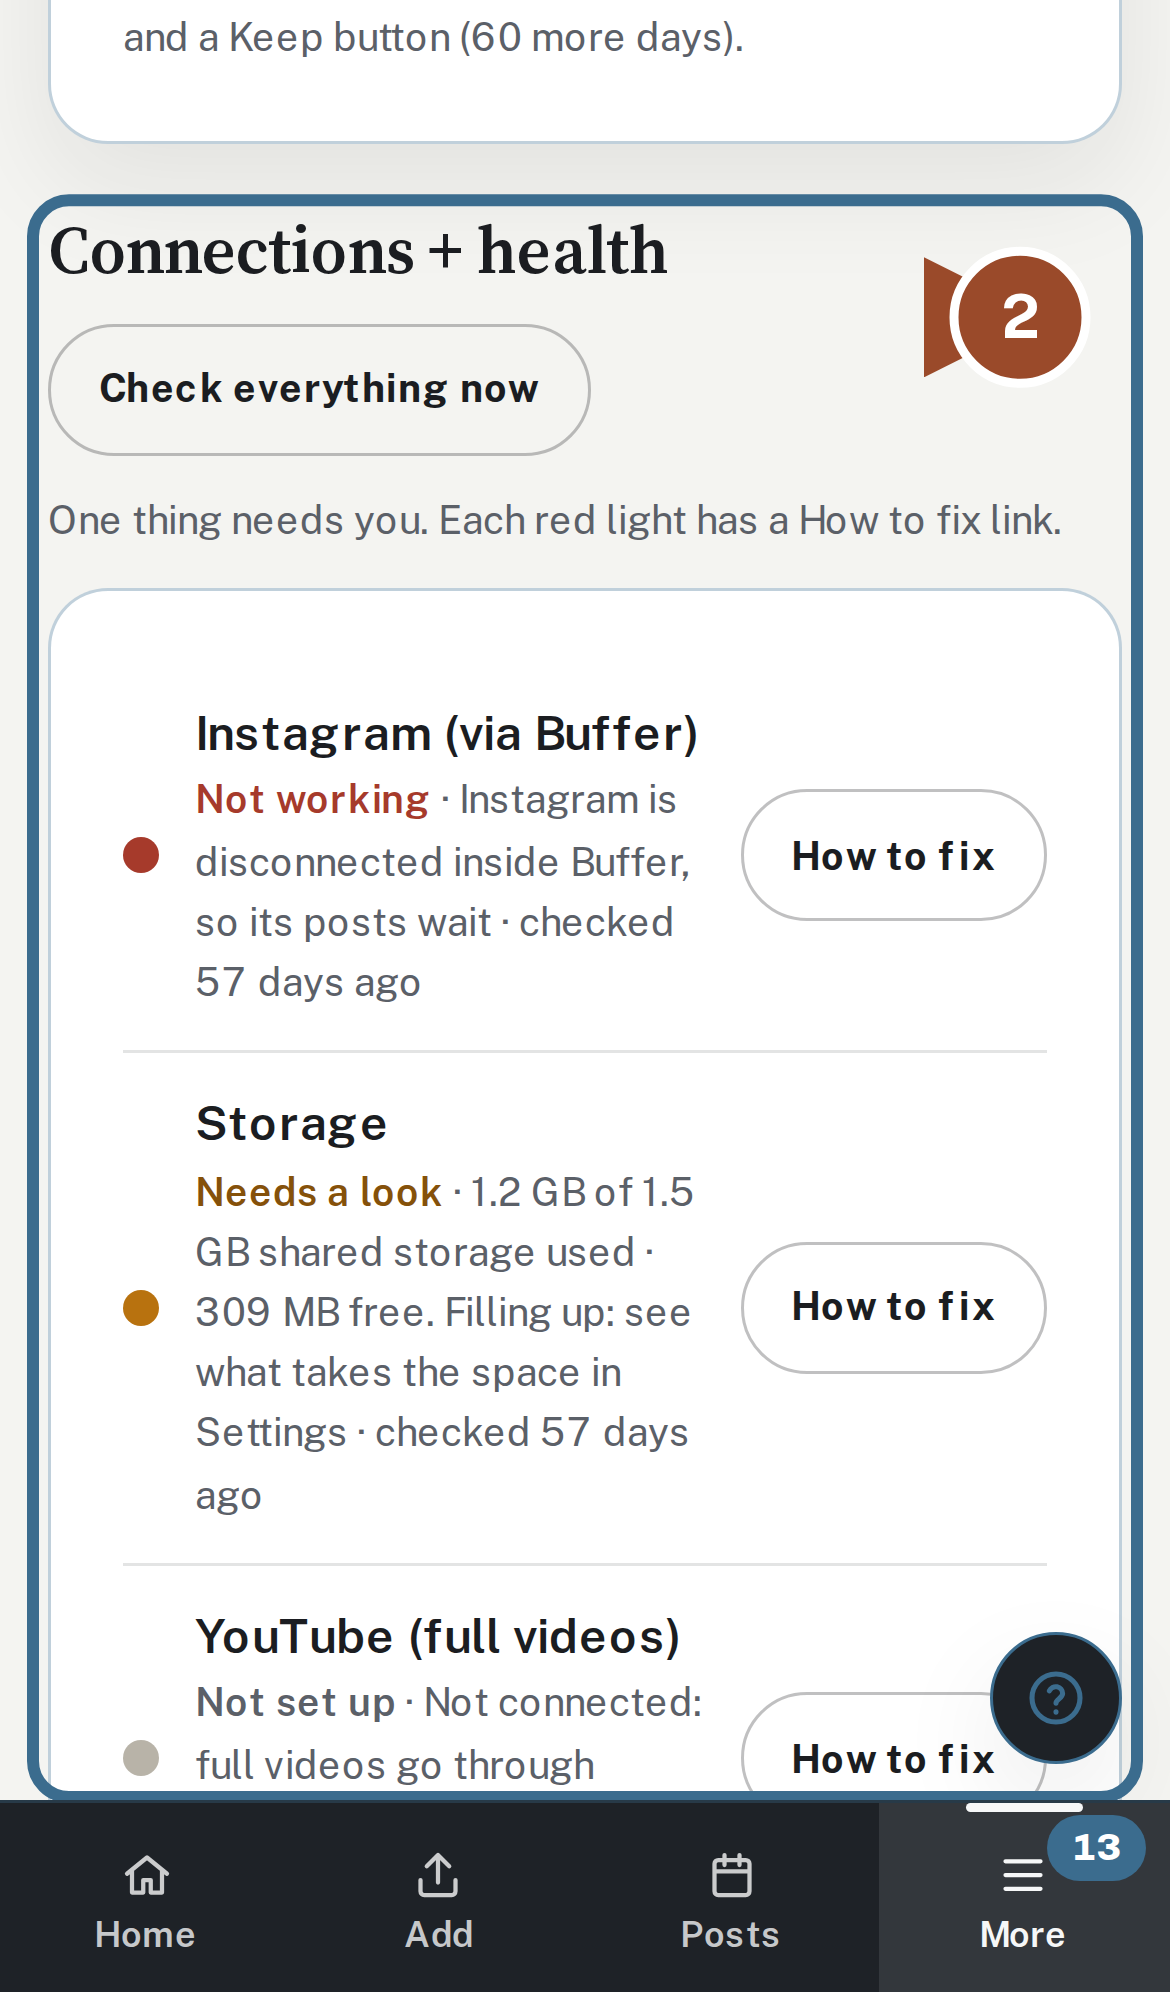 and a Keep button (60 more days).
Connections + health
2
Check everything now
One thing needs you. Each red light has a How to fix link.
Instagram (via Buffer)
Not working · Instagram is
disconnected inside Buffer,
so its posts wait · checked
57 days ago
How to fix
Storage
Needs a look · 1.2 GB of 1.5
GB shared storage used ·
309 MB free. Filling up: see
what takes the space in
Settings · checked 57 days
ago
How to fix
YouTube (full videos)
Not set up · Not connected:
full videos go through
How to fix
13
Home
Add
Posts
More